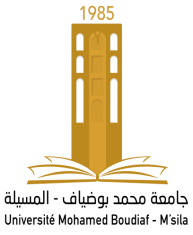 1985
جامعة محمد بوضياف - المسيلة
Université Mohamed Boudiaf - M'sila